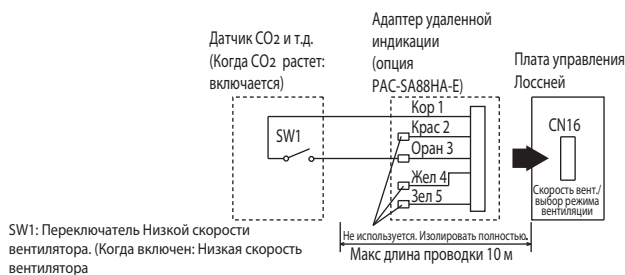 Датчик CO2 и т.д.
(Когда CO2 растет:
включается)
Адаптер удаленной
индикации
(опция
PAC-SA88HA-E)
Плата управления
Лоссней
SW1
Кор 1
Крас 2
Оран 3
Жел 4
Зел 5
CN16
Скорость вент./
выбор режима
вентиляции
Не используется. Изолировать полностью.
Макс длина проводки 10 м
SW1: Переключатель Низкой скорости
вентилятора. (Когда включен: Низкая скорость
вентилятора